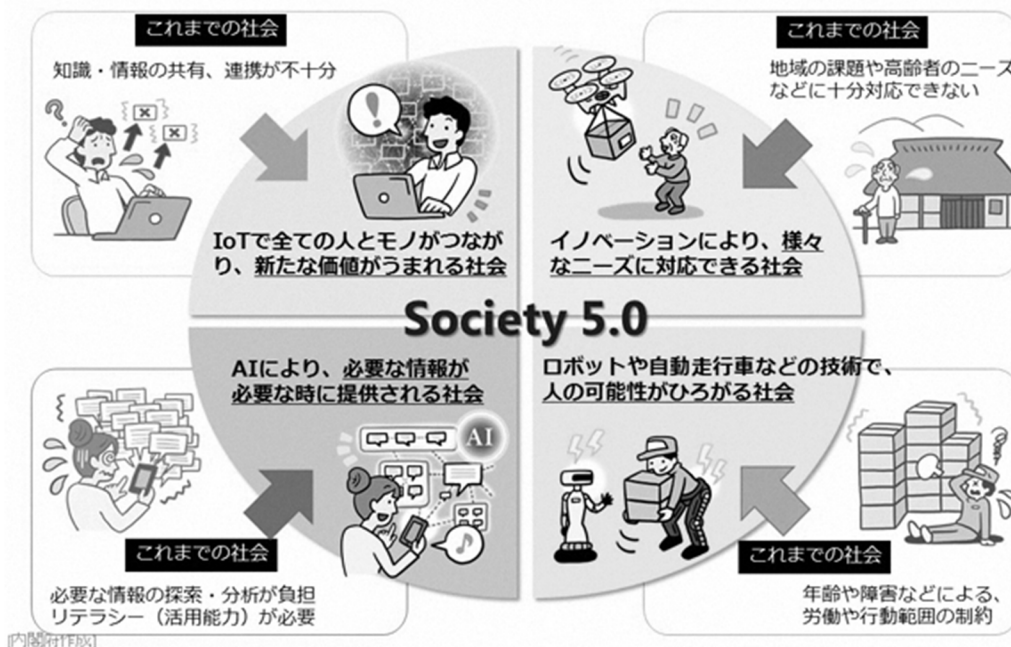 これまでの社会
知識・情報の共有、連携が不十分
IoTで全ての人とモノがつながり
り、新たな価値がうまれる社会
これまでの社会
地域の課題や高齢者のニーズ
などに十分対応できない
イノベーションにより、様々
なニーズに対応できる社会
Society 5.0
AIにより、必要な情報が
必要な時に提供される社会
AI
これまでの社会
必要な情報の探索・分析が負担
リテラシー（活用能力）が必要
ロボットや自動走行車などの技術で、
人の可能性がひろがる社会
これまでの社会
年齢や障害などによる、
労働や行動範囲の制約
[内閣府作成]